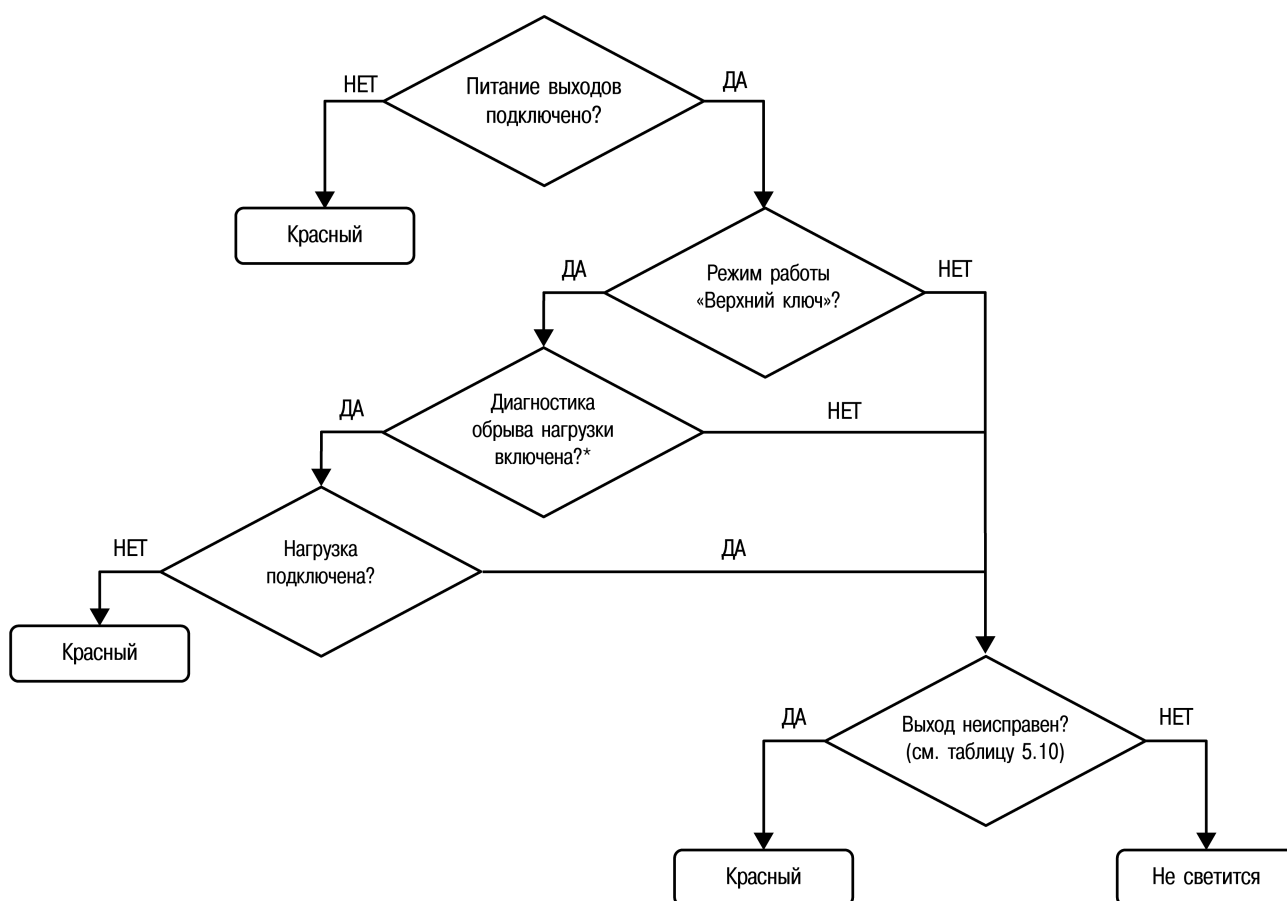 НЕТ
Питание выходов
подключено?
ДА
Красный
ДА
Режим работы
«Верхний ключ»?
НЕТ
ДА
Диагностика
обрыва нагрузки
включена?*
НЕТ
НЕТ
Нагрузка
подключена?
ДА
Красный
ДА
Выход неисправен?
(см. таблицу 5.10)
НЕТ
Красный
Не светится